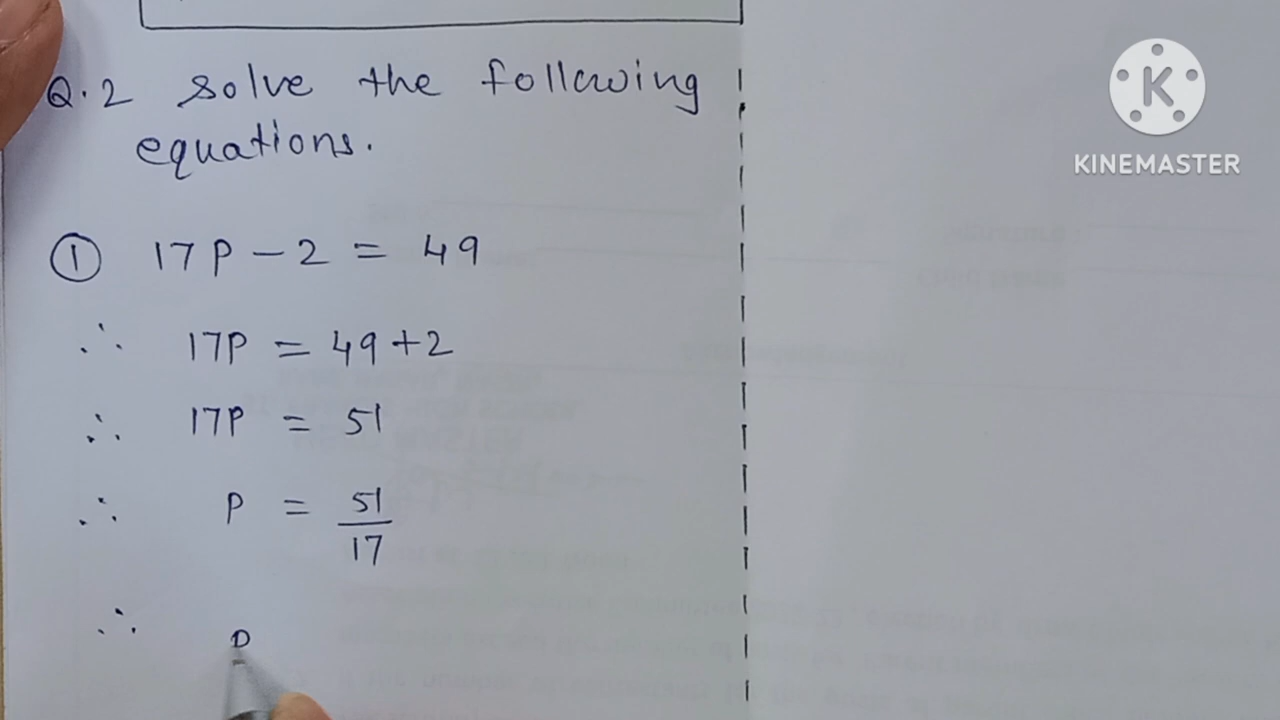 Q.2 solve the following
equations.
① 17P - 2 = 49
∴ 17P = 49 + 2
∴ 17P = 51
∴ P = 51/17
∴ P
KINEMASTER